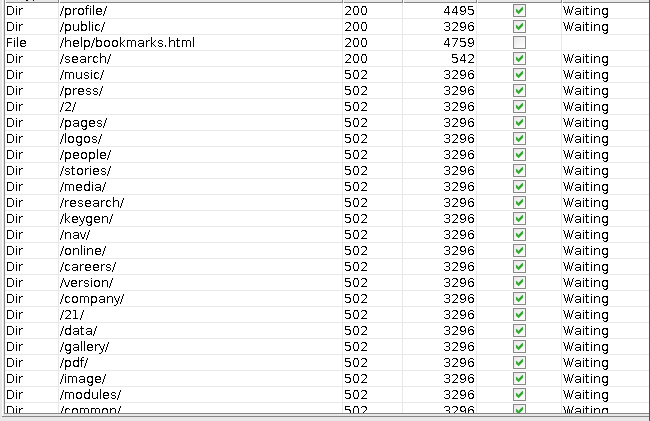 Dir /profile/ 200 4495 Waiting
Dir /public/ 200 3296 Waiting
File /help/bookmarks.html 200 4759
Dir /search/ 200 542 Waiting
Dir /music/ 502 3296 Waiting
Dir /press/ 502 3296 Waiting
Dir /2/ 502 3296 Waiting
Dir /pages/ 502 3296 Waiting
Dir /logos/ 502 3296 Waiting
Dir /people/ 502 3296 Waiting
Dir /stories/ 502 3296 Waiting
Dir /media/ 502 3296 Waiting
Dir /research/ 502 3296 Waiting
Dir /keygen/ 502 3296 Waiting
Dir /nav/ 502 3296 Waiting
Dir /online/ 502 3296 Waiting
Dir /careers/ 502 3296 Waiting
Dir /version/ 502 3296 Waiting
Dir /company/ 502 3296 Waiting
Dir /21/ 502 3296 Waiting
Dir /data/ 502 3296 Waiting
Dir /gallery/ 502 3296 Waiting
Dir /pdf/ 502 3296 Waiting
Dir /image/ 502 3296 Waiting
Dir /modules/ 502 3296 Waiting
Dir /common/ 502 3296 Waiting